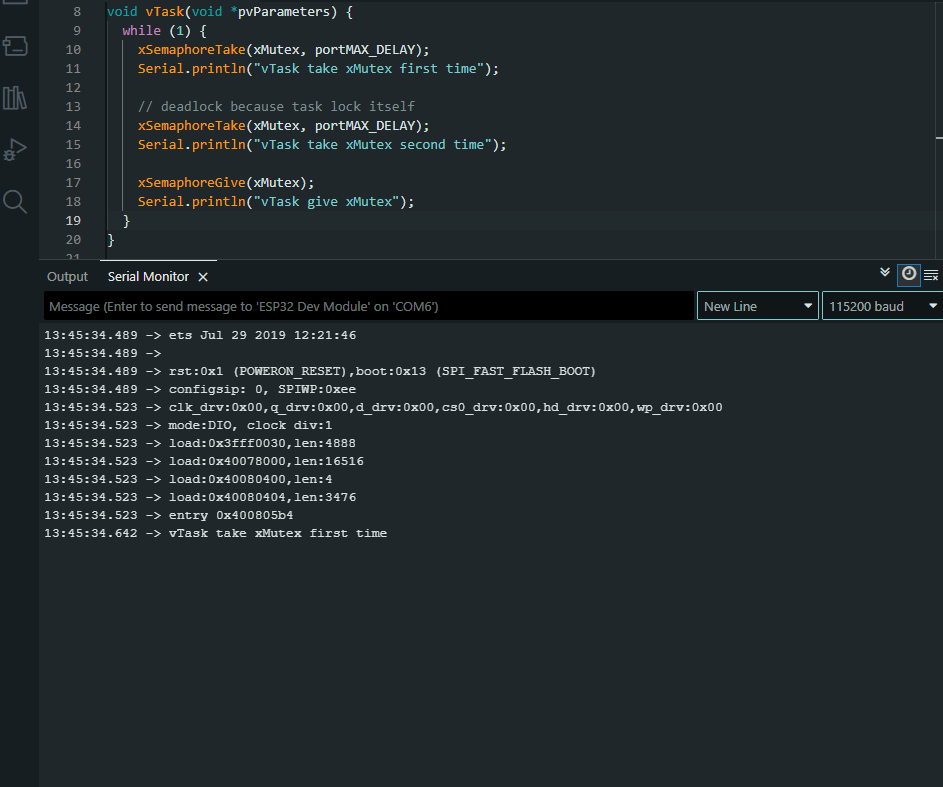 8 void vTask(void *pvParameters) {
9 while (1) {
10 xSemaphoreTake(xMutex, portMAX_DELAY);
11 Serial.println("vTask take xMutex first time");
12
13 // deadlock because task lock itself
14 xSemaphoreTake(xMutex, portMAX_DELAY);
15 Serial.println("vTask take xMutex second time");
16
17 xSemaphoreGive(xMutex);
18 Serial.println("vTask give xMutex");
19 }
20 }
21
Output Serial Monitor
Message (Enter to send message to 'ESP32 Dev Module' on 'COM6') New Line 115200 baud
13:45:34.489 -> ets Jul 29 2019 12:21:46
13:45:34.489 ->
13:45:34.489 -> rst:0x1 (POWERON_RESET),boot:0x13 (SPI_FAST_FLASH_BOOT)
13:45:34.489 -> configsip: 0, SPIWP:0xee
13:45:34.523 -> clk_drv:0x00,q_drv:0x00,d_drv:0x00,cs0_drv:0x00,hd_drv:0x00,wp_drv:0x00
13:45:34.523 -> mode:DIO, clock div:1
13:45:34.523 -> load:0x3fff0030,len:4888
13:45:34.523 -> load:0x40078000,len:16516
13:45:34.523 -> load:0x40080400,len:4
13:45:34.523 -> load:0x40080404,len:3476
13:45:34.523 -> entry 0x400805b4
13:45:34.642 -> vTask take xMutex first time